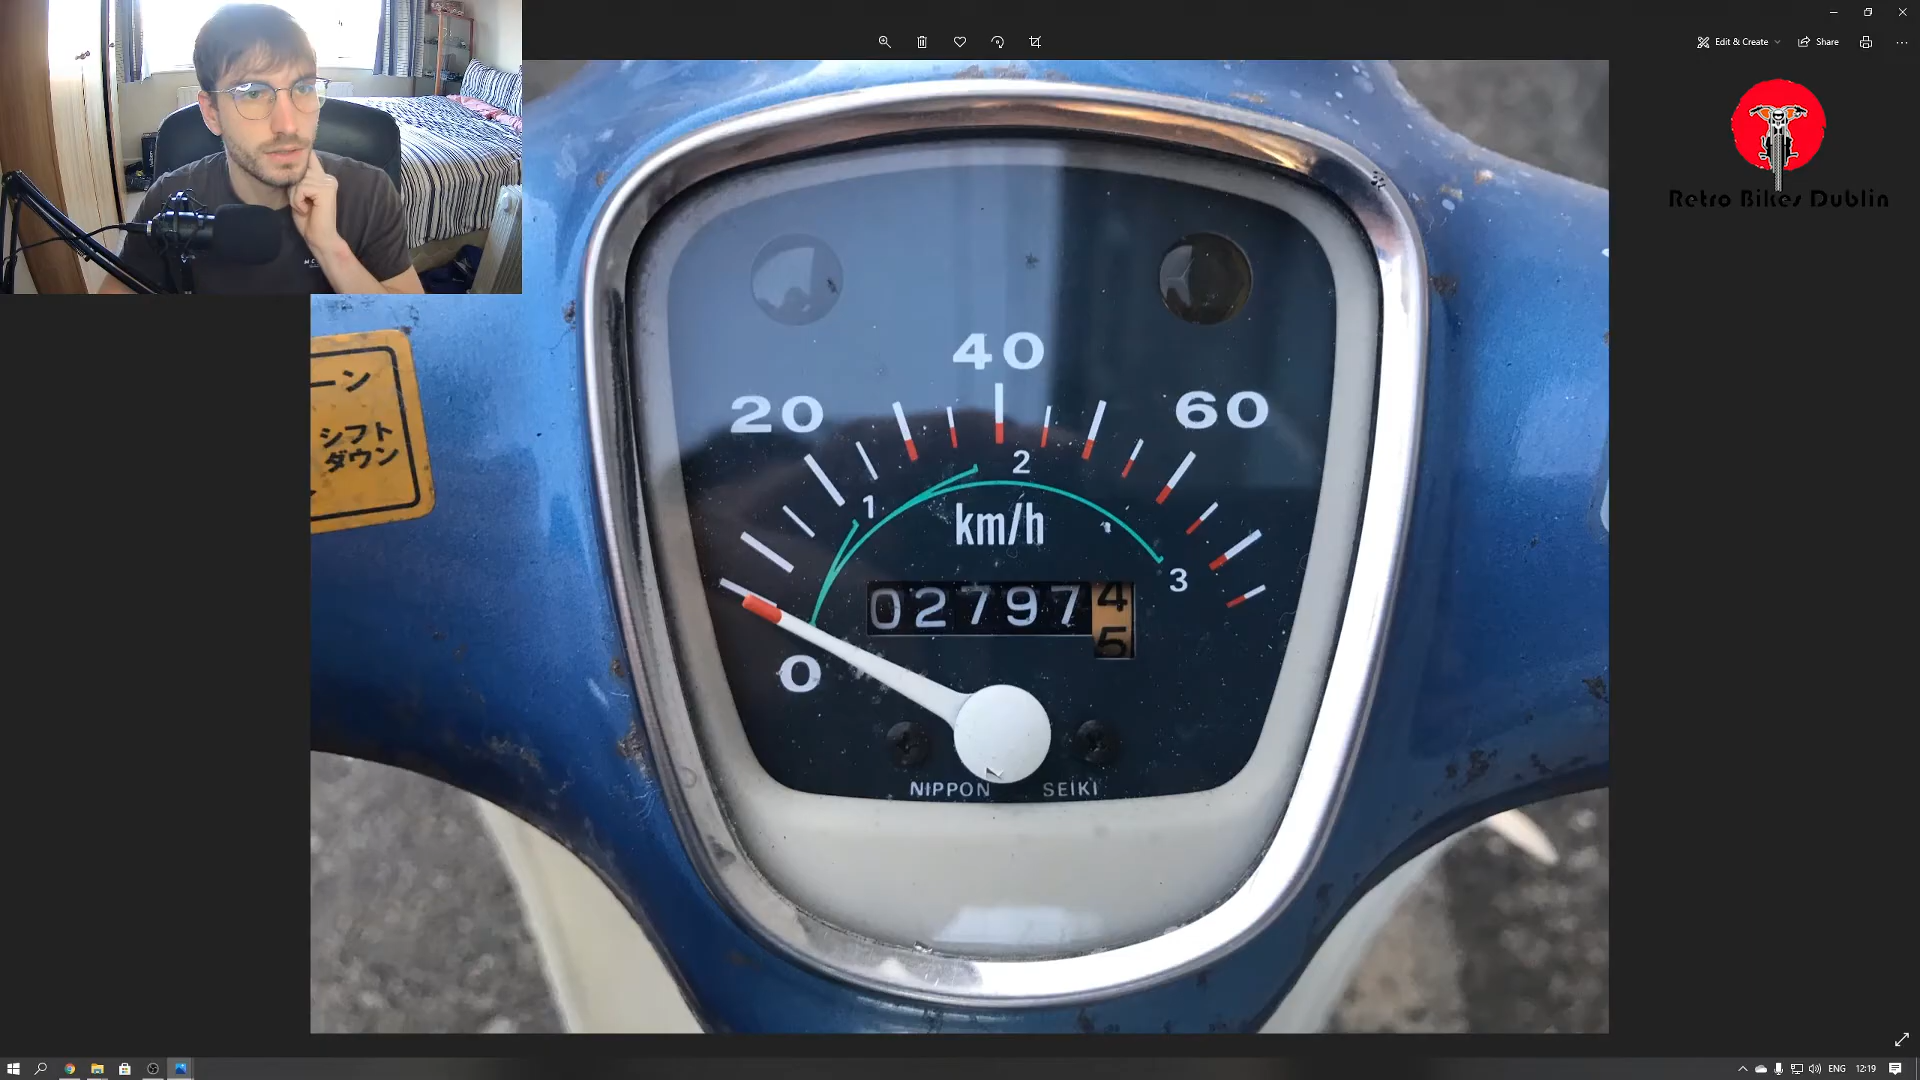 Edit & Create
Share
Retro Bikes Dublin
ーン
シフト
ダウン
20
40
60
1
2
km/h
3
02797 4
5
0
NIPPON SEIKI
ENG
12:19